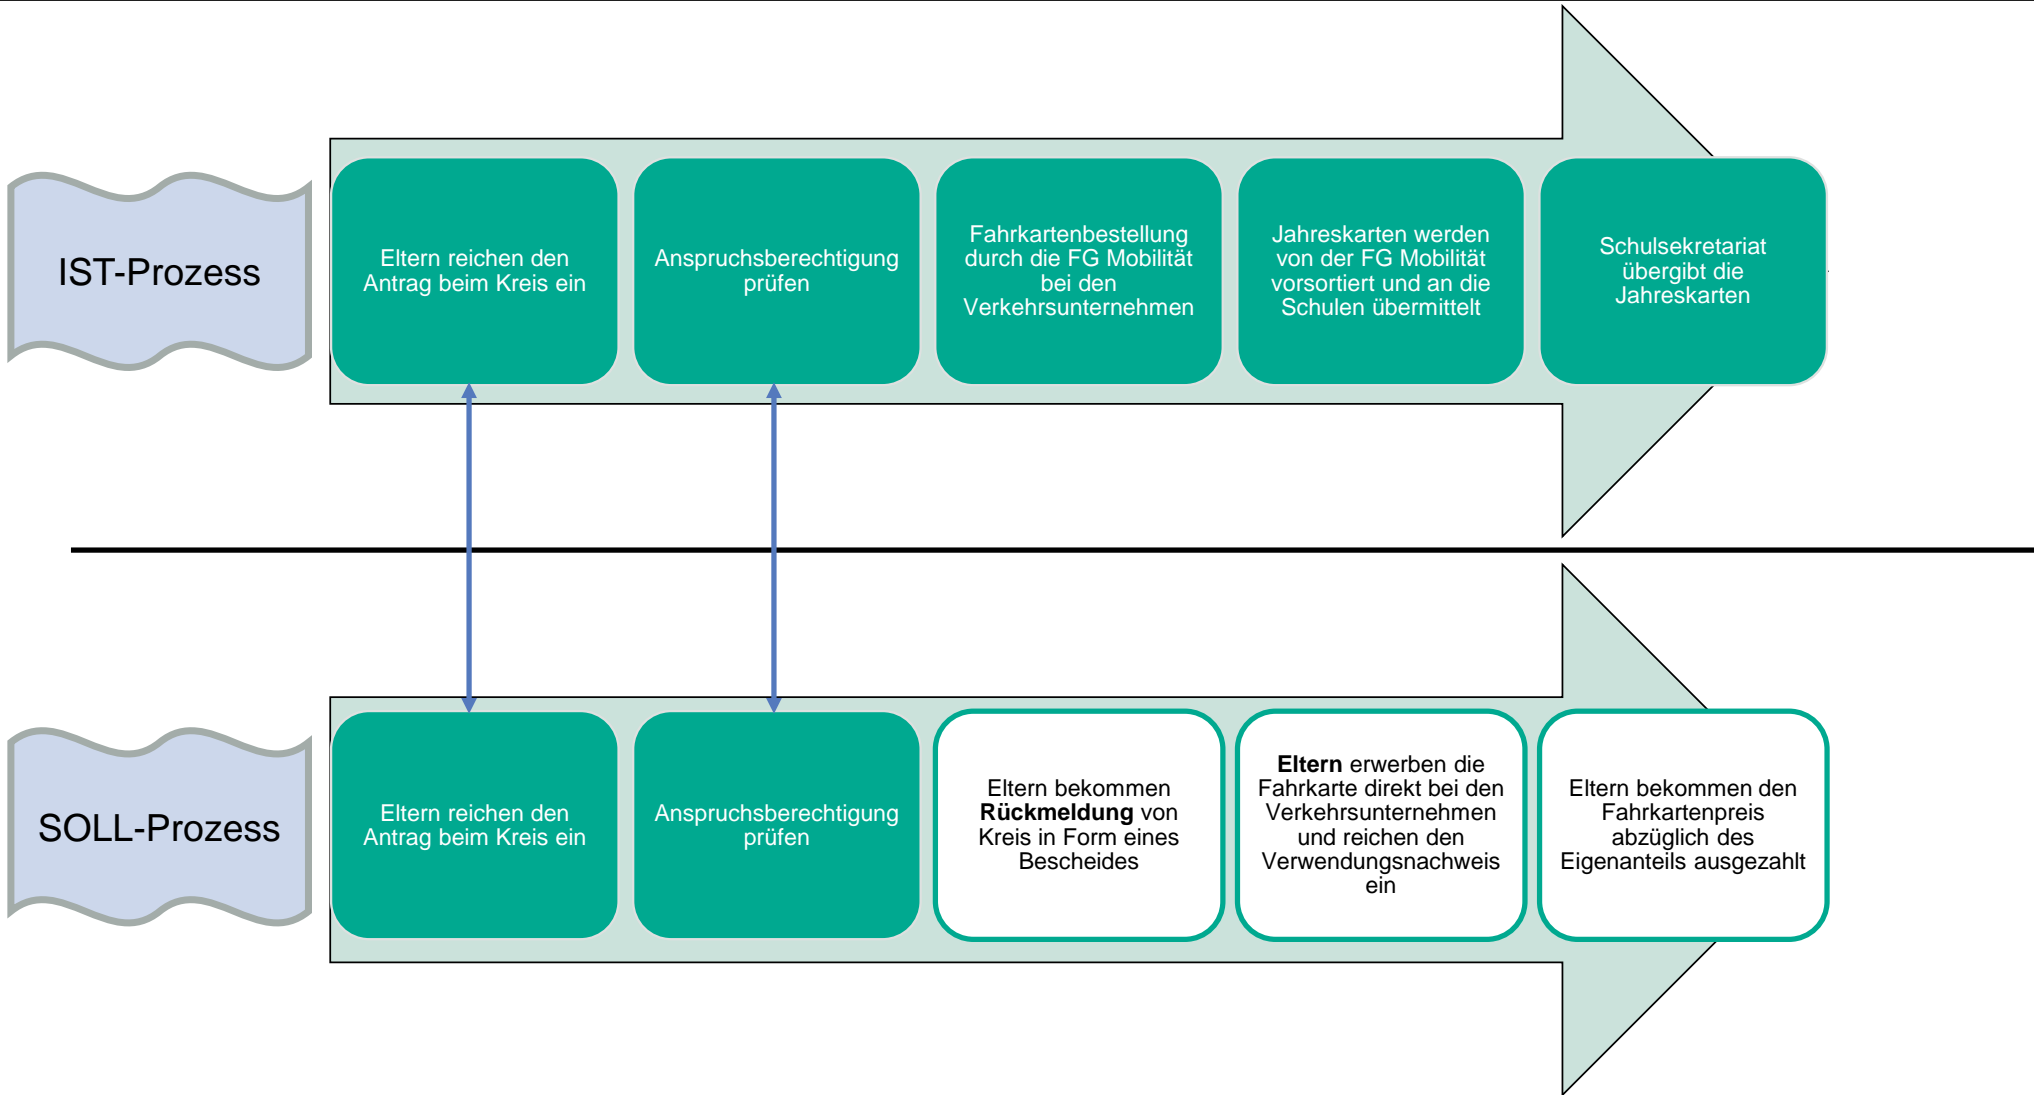 IST-Prozess
Eltern reichen den
Antrag beim Kreis ein
Anspruchsberechtigung
prüfen
Fahrkartenbestellung
durch die FG Mobilität
bei den
Verkehrsunternehmen
Jahreskarten werden
von der FG Mobilität
vorsortiert und an die
Schulen übermittelt
Schulsekretariat
übergibt die
Jahreskarten
SOLL-Prozess
Eltern reichen den
Antrag beim Kreis ein
Anspruchsberechtigung
prüfen
Eltern bekommen
Rückmeldung von
Kreis in Form eines
Bescheides
Eltern erwerben die
Fahrkarte direkt bei den
Verkehrsunternehmen
und reichen den
Verwendungsnachweis
ein
Eltern bekommen den
Fahrkartenpreis
abzüglich des
Eigenanteils ausgezahlt